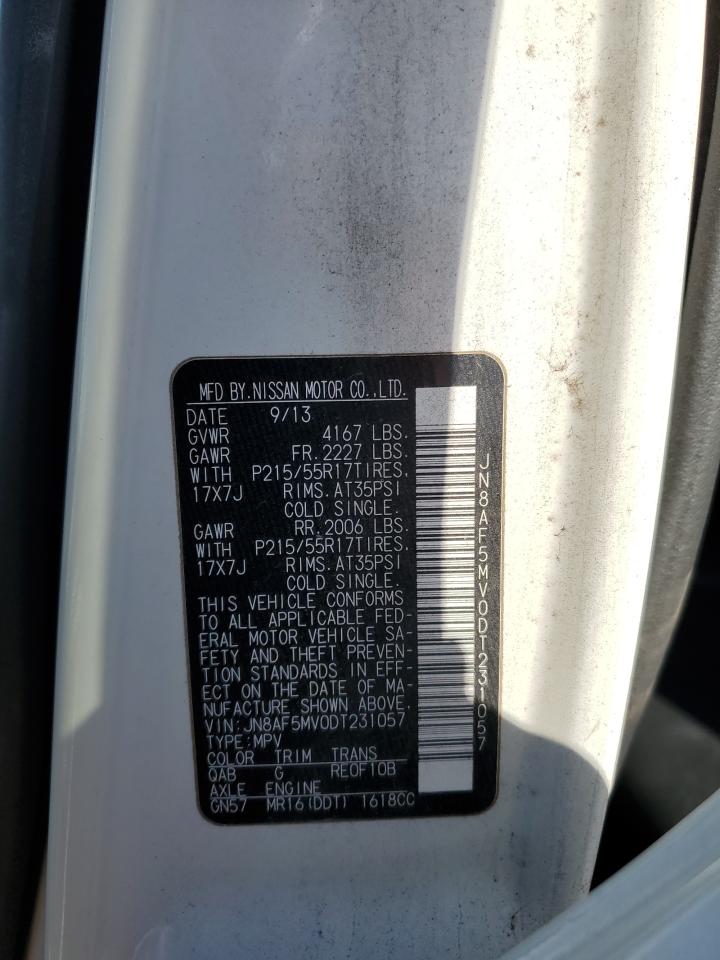 MFD BY.NISSAN MOTOR CO.,LTD.
DATE 9/13
GVWR 4167 LBS.
GAWR FR.2227 LBS.
WITH P215/55R17TIRES.
17X7J RIMS.AT35PSI
COLD SINGLE.
GAWR RR.2006 LBS.
WITH P215/55R17TIRES.
17X7J RIMS.AT35PSI
COLD SINGLE.
THIS VEHICLE CONFORMS
TO ALL APPLICABLE FED-
ERAL MOTOR VEHICLE SA-
FETY AND THEFT PREVEN-
TION STANDARDS IN EFF-
ECT ON THE DATE OF MA-
NUFACTURE SHOWN ABOVE.
VIN:JN8AF5MV0DT231057
TYPE:MPV
COLOR TRIM TRANS
QAB G RE0F10B
AXLE ENGINE
GN57 MR16(DDT) 1618CC
JN8AF5MV0DT231057